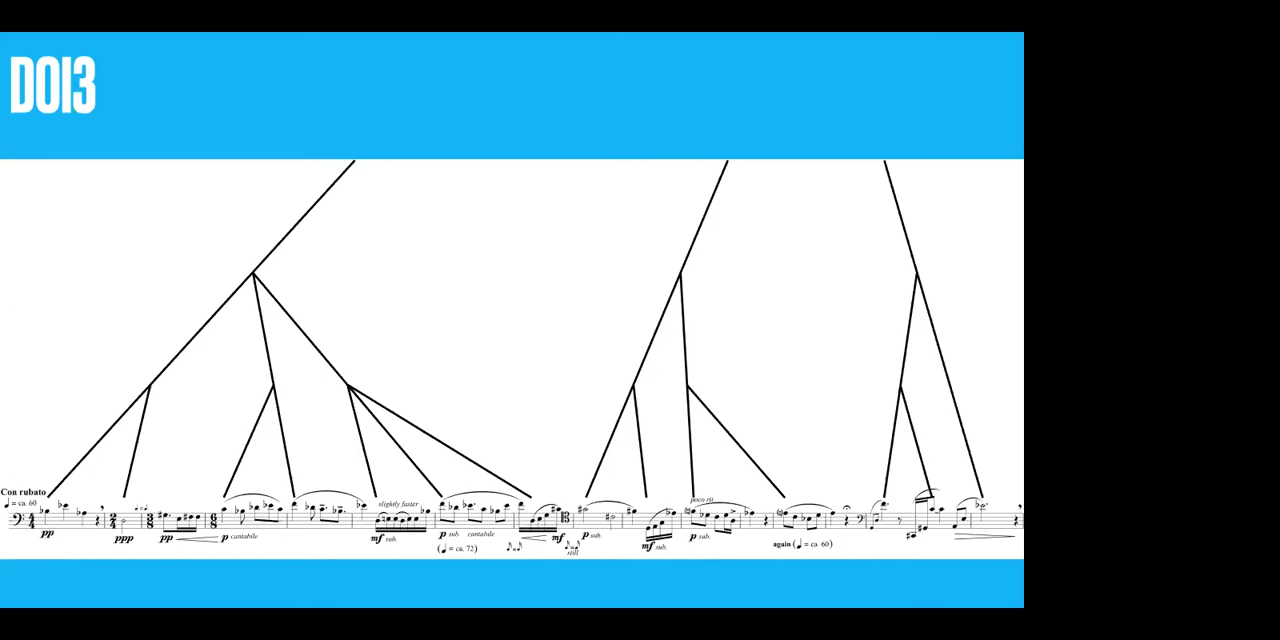 DOI3
Con rubato
= ca. 60
slightly faster
poco rit.
pp
ppp
pp
p cantabile
mf sub.
p sub. cantabile
mf
p sub.
mf sub.
p sub.
(♩ = ca. 72)
still
again (♩ = ca. 60)